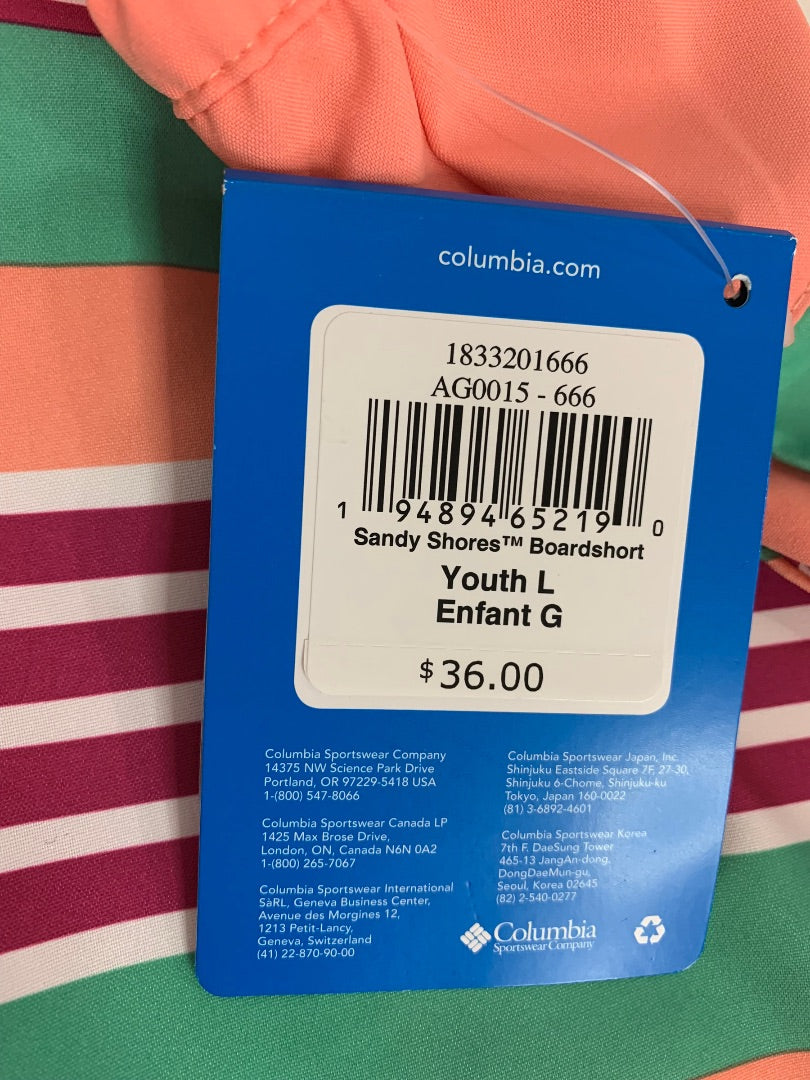 columbia.com
1833201666
AG0015 - 666
1 94894 65219 0
Sandy Shores™ Boardshort
Youth L
Enfant G
$36.00
Columbia Sportswear Company
14375 NW Science Park Drive
Portland, OR 97229-5418 USA
1-(800) 547-8066
Columbia Sportswear Canada LP
1425 Max Brose Drive,
London, ON, Canada N6N 0A2
1-(800) 265-7067
Columbia Sportswear International
SàRL, Geneva Business Center,
Avenue des Morgines 12,
1213 Petit-Lancy,
Geneva, Switzerland
(41) 22-870-90-00
Columbia Sportswear Japan, Inc.
Shinjuku Eastside Square 7F, 27-30,
Shinjuku 6-Chome, Shinjuku-ku
Tokyo, Japan 160-0022
(81) 3-6892-4601
Columbia Sportswear Korea
7th F. DaeSung Tower
465-13 JangAn-dong,
DongDaeMun-gu,
Seoul, Korea 02645
(82) 2-540-0277
Columbia
Sportswear Company